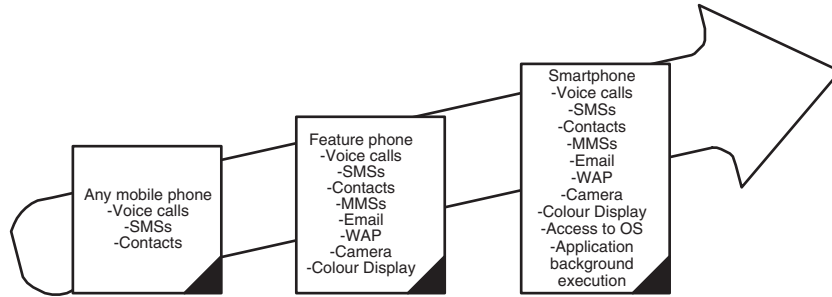 Any mobile phone
-Voice calls
-SMSs
-Contacts
Feature phone
-Voice calls
-SMSs
-Contacts
-MMSs
-Email
-WAP
-Camera
-Colour Display
Smartphone
-Voice calls
-SMSs
-Contacts
-MMSs
-Email
-WAP
-Camera
-Colour Display
-Access to OS
-Application
background
execution